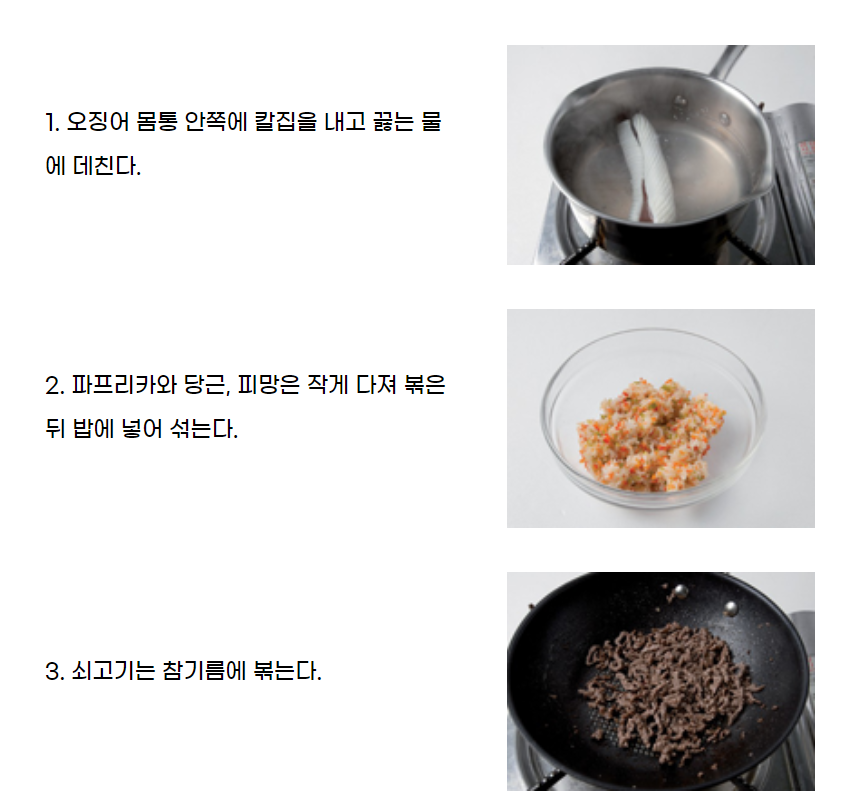 1. 오징어 몸통 안쪽에 칼집을 내고 끓는 물
에 데친다.
2. 파프리카와 당근, 피망은 작게 다져 볶은
뒤 밥에 넣어 섞는다.
3. 쇠고기는 참기름에 볶는다.